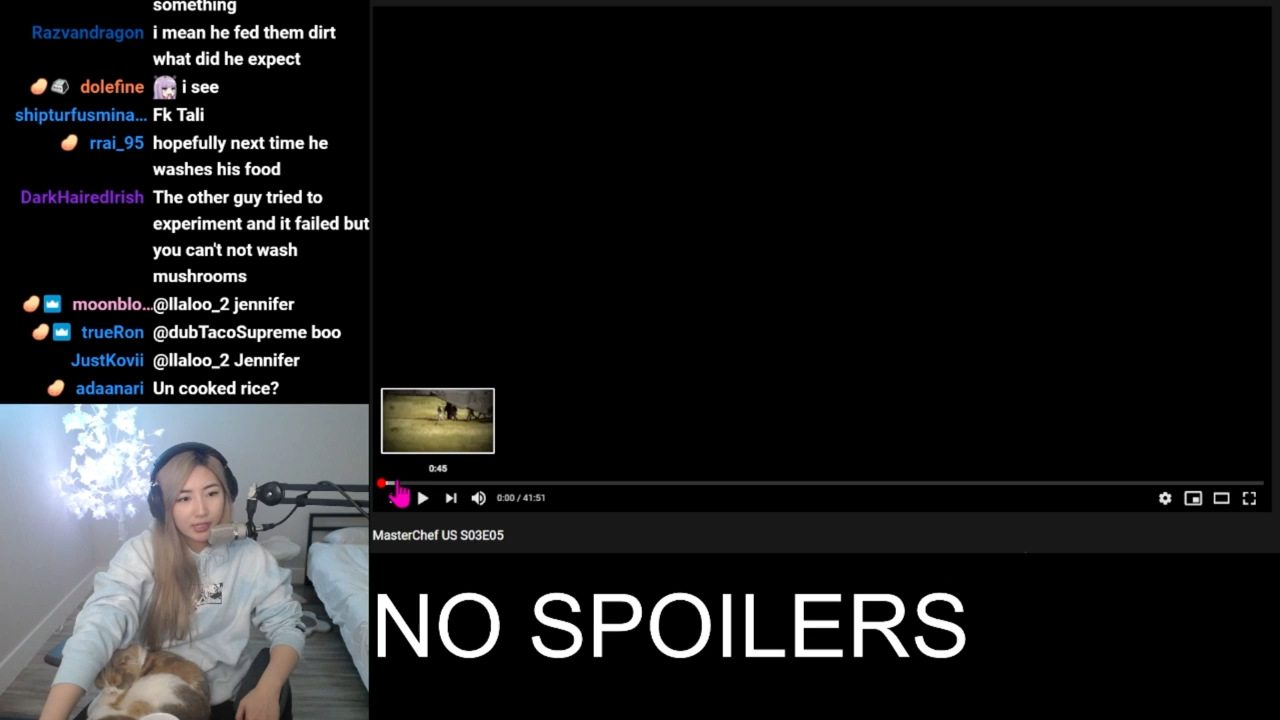 something
Razvandragon i mean he fed them dirt
what did he expect
dolefine i see
shipturfusmina... Fk Tali
rrai_95 hopefully next time he
washes his food
DarkHairedIrish The other guy tried to
experiment and it failed but
you can't not wash
mushrooms
moonblo... @llaloo_2 jennifer
trueRon @dubTacoSupreme boo
JustKovii @llaloo_2 Jennifer
adaanari Un cooked rice?
0:45
0:00 / 41:51
MasterChef US S03E05
NO SPOILERS